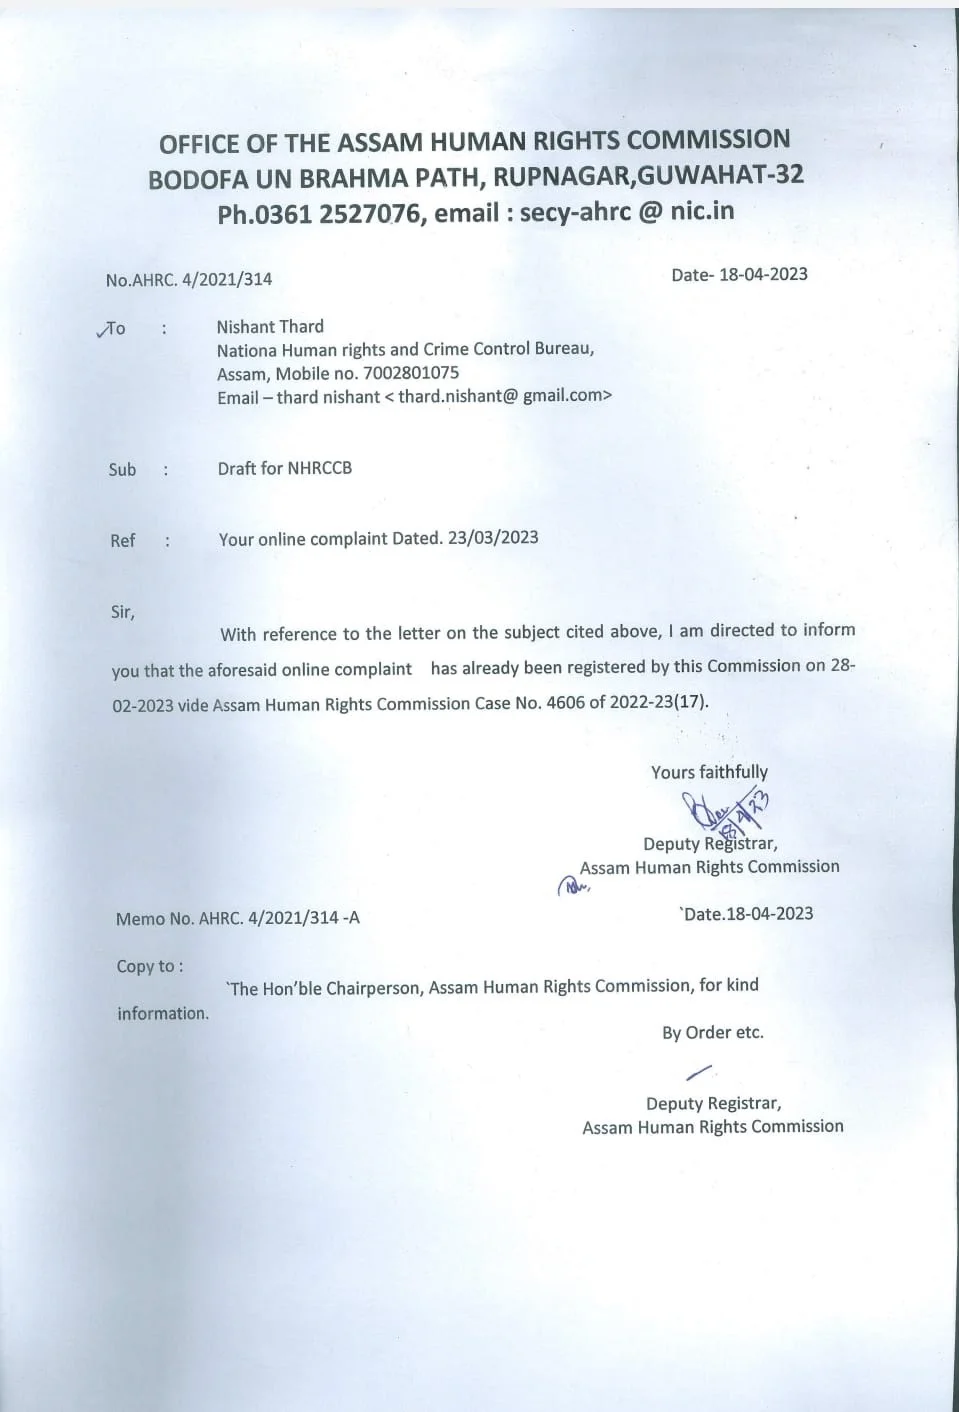 OFFICE OF THE ASSAM HUMAN RIGHTS COMMISSION
BODOFA UN BRAHMA PATH, RUPNAGAR,GUWAHAT-32
Ph.0361 2527076, email : secy-ahrc @ nic.in
No.AHRC. 4/2021/314 Date- 18-04-2023
To : Nishant Thard
Nationa Human rights and Crime Control Bureau,
Assam, Mobile no. 7002801075
Email – thard nishant < thard.nishant@ gmail.com>
Sub : Draft for NHRCCB
Ref : Your online complaint Dated. 23/03/2023
Sir,
With reference to the letter on the subject cited above, I am directed to inform
you that the aforesaid online complaint has already been registered by this Commission on 28-
02-2023 vide Assam Human Rights Commission Case No. 4606 of 2022-23(17).
Yours faithfully
Deputy Registrar,
Assam Human Rights Commission
Memo No. AHRC. 4/2021/314 -A `Date.18-04-2023
Copy to :
`The Hon’ble Chairperson, Assam Human Rights Commission, for kind
information.
By Order etc.
Deputy Registrar,
Assam Human Rights Commission